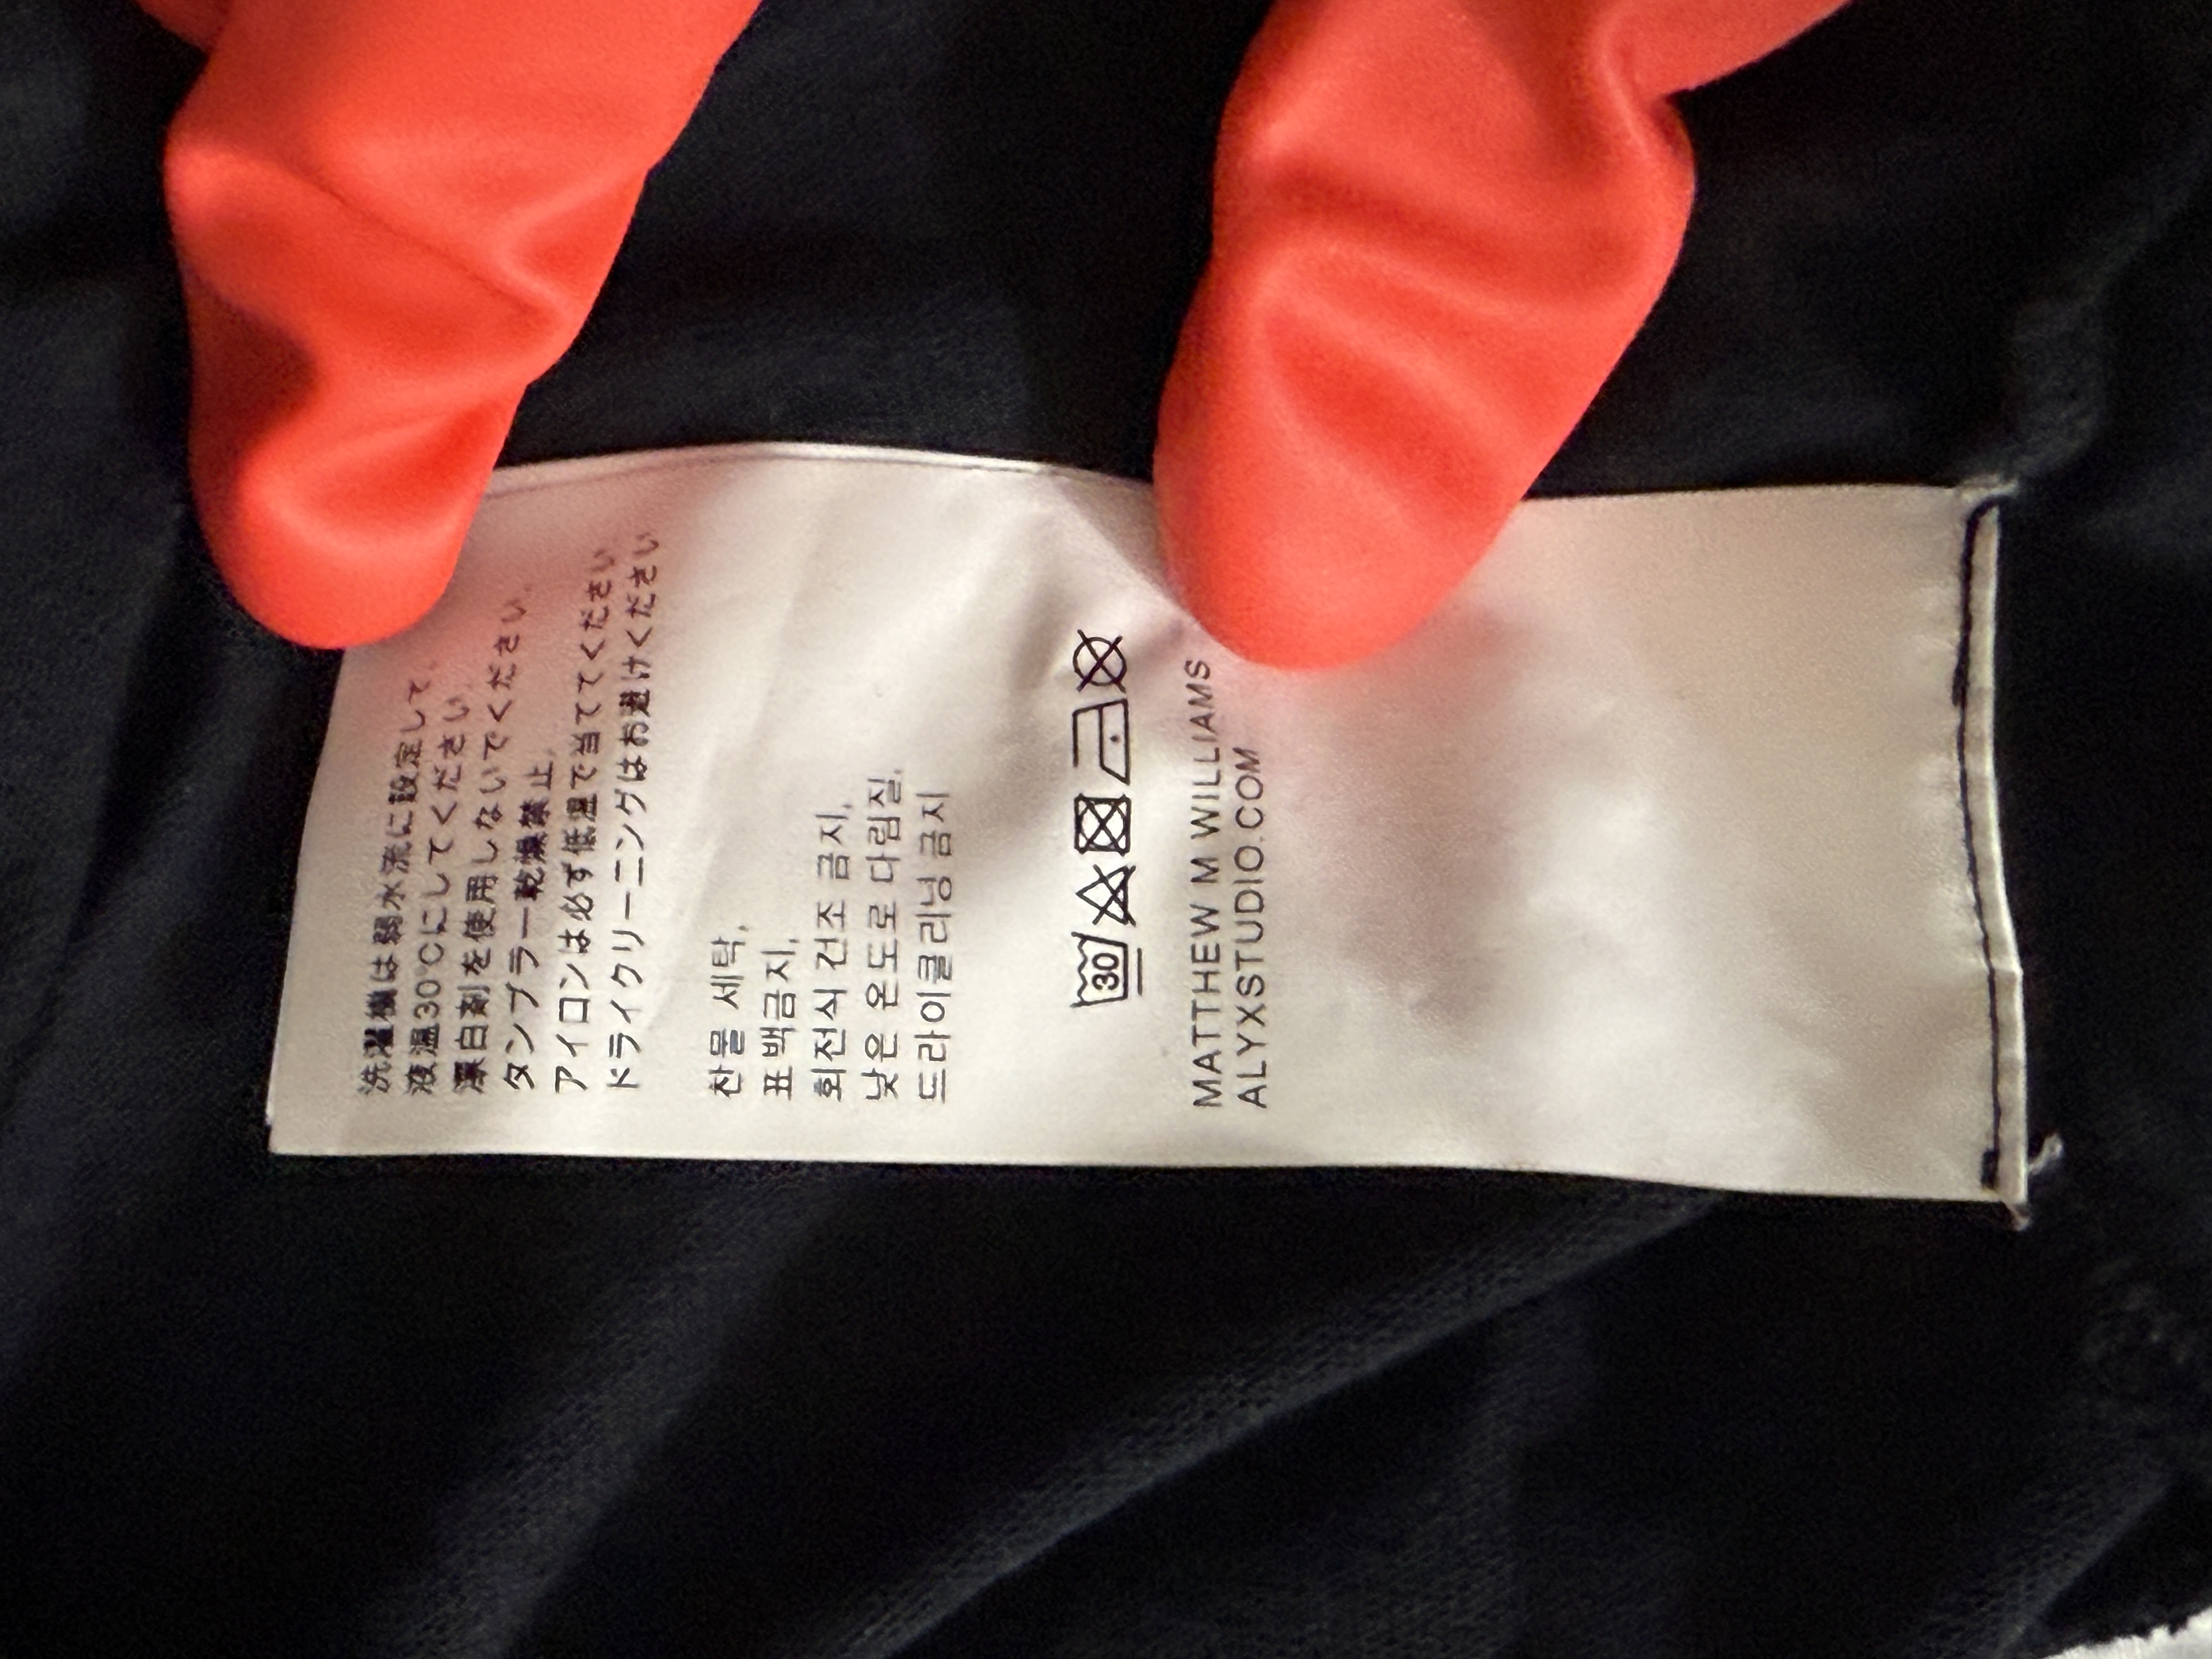 洗濯機は弱水流に設定して、
液温30℃にしてください。
漂白剤を使用しないでください。
タンブラー乾燥禁止。
アイロンは必ず低温で当ててください
ドライクリーニングはお避けください
찬물 세탁,
표백금지,
회전식 건조 금지,
낮은 온도로 다림질,
드라이클리닝 금지
30
MATTHEW M WILLIAMS
ALYXSTUDIO.COM